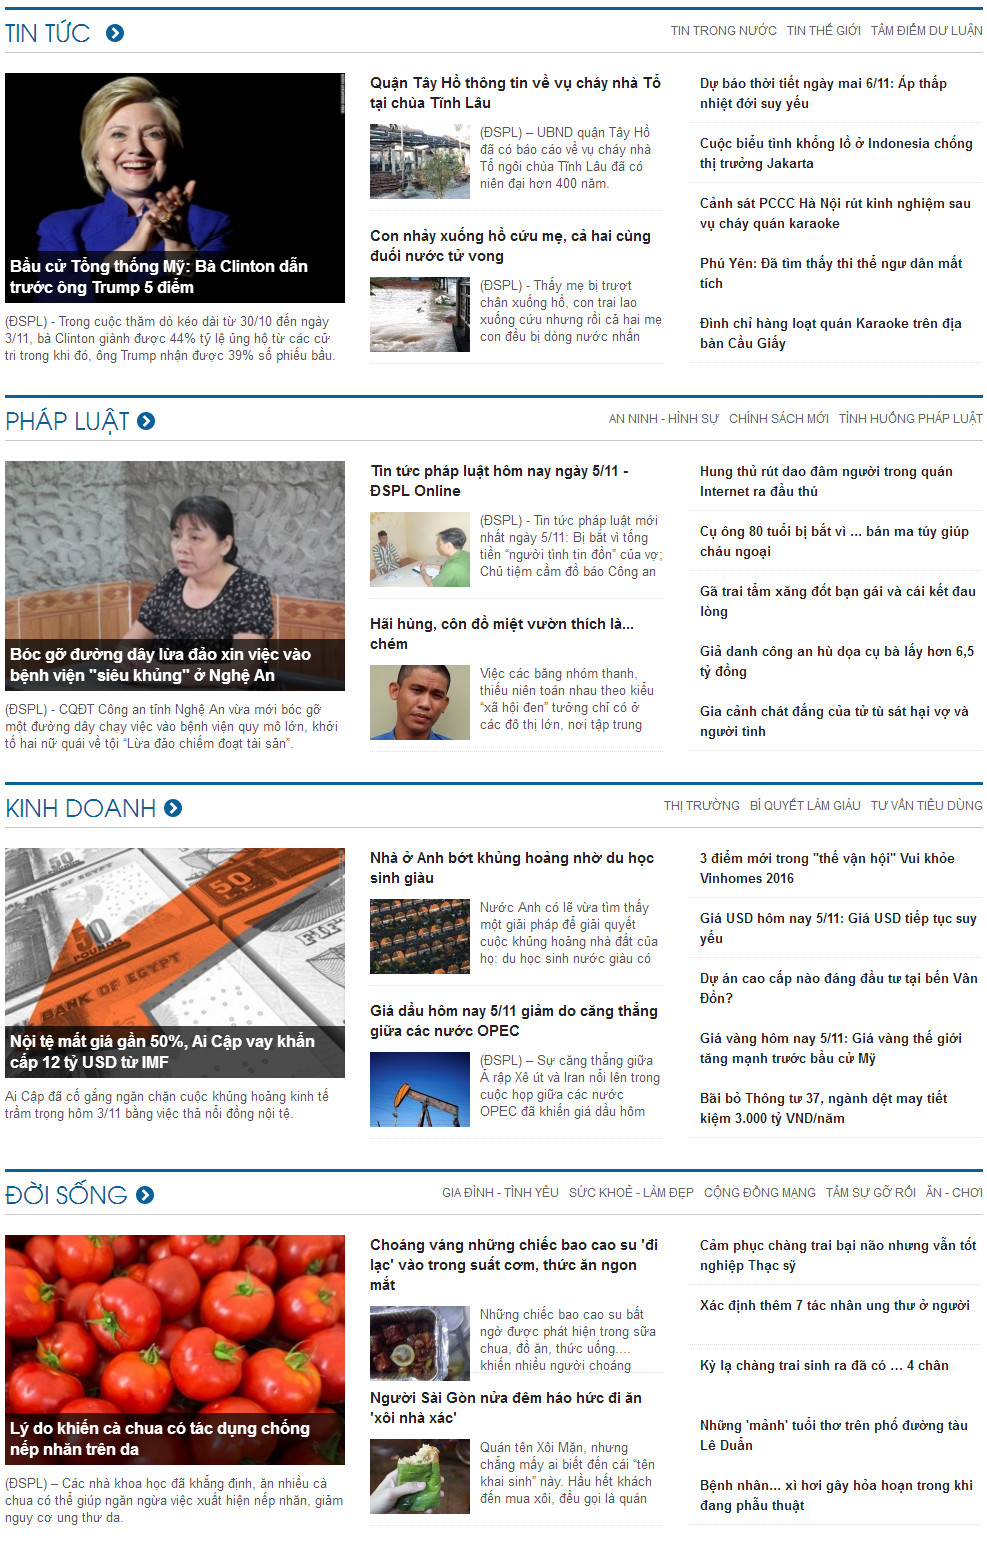 TIN TỨC
TIN TRONG NƯỚC TIN THẾ GIỚI TÂM ĐIỂM DƯ LUẬN
Bầu cử Tổng thống Mỹ: Bà Clinton dẫn
trước ông Trump 5 điểm
(ĐSPL) - Trong cuộc thăm dò kéo dài từ 30/10 đến ngày
3/11, bà Clinton giành được 44% tỷ lệ ủng hộ từ các cử
tri trong khi đó, ông Trump nhận được 39% số phiếu bầu.
Quận Tây Hồ thông tin về vụ cháy nhà Tổ
tại chùa Tĩnh Lâu
(ĐSPL) – UBND quận Tây Hồ
đã có báo cáo về vụ cháy nhà
Tổ ngôi chùa Tĩnh Lâu đã có
niên đại hơn 400 năm.
Con nhảy xuống hồ cứu mẹ, cả hai cùng
đuối nước tử vong
(ĐSPL) - Thấy mẹ bị trượt
chân xuống hồ, con trai lao
xuống cứu nhưng rồi cả hai mẹ
con đều bị dòng nước nhấn
Dự báo thời tiết ngày mai 6/11: Áp thấp
nhiệt đới suy yếu
Cuộc biểu tình khổng lồ ở Indonesia chống
thị trưởng Jakarta
Cảnh sát PCCC Hà Nội rút kinh nghiệm sau
vụ cháy quán karaoke
Phú Yên: Đã tìm thấy thi thể ngư dân mất
tích
Đình chỉ hàng loạt quán Karaoke trên địa
bàn Cầu Giấy
PHÁP LUẬT
AN NINH - HÌNH SỰ CHÍNH SÁCH MỚI TÌNH HUỐNG PHÁP LUẬT
Bóc gỡ đường dây lừa đảo xin việc vào
bệnh viện "siêu khủng" ở Nghệ An
(ĐSPL) - CQĐT Công an tỉnh Nghệ An vừa mới bóc gỡ
một đường dây chạy việc vào bệnh viện quy mô lớn, khởi
tố hai nữ quái về tội “Lừa đảo chiếm đoạt tài sản”.
Tin tức pháp luật hôm nay ngày 5/11 -
ĐSPL Online
(ĐSPL) - Tin tức pháp luật mới
nhất ngày 5/11: Bị bắt vì tống
tiền “người tình tin đồn” của vợ;
Chủ tiệm cầm đồ báo Công an
Hãi hùng, côn đồ miệt vườn thích là...
chém
Việc các băng nhóm thanh,
thiếu niên toán nhau theo kiểu
“xã hội đen” tưởng chỉ có ở
các đô thị lớn, nơi tập trung
Hung thủ rút dao đâm người trong quán
Internet ra đầu thú
Cụ ông 80 tuổi bị bắt vì ... bán ma túy giúp
cháu ngoại
Gã trai tẩm xăng đốt bạn gái và cái kết đau
lòng
Giả danh công an hù dọa cụ bà lấy hơn 6,5
tỷ đồng
Gia cảnh chát đắng của tử tù sát hại vợ và
người tình
KINH DOANH
THỊ TRƯỜNG BÍ QUYẾT LÀM GIÀU TƯ VẤN TIÊU DÙNG
Nội tệ mất giá gần 50%, Ai Cập vay khẩn
cấp 12 tỷ USD từ IMF
Ai Cập đã cố gắng ngăn chặn cuộc khủng hoảng kinh tế
trầm trọng hôm 3/11 bằng việc thả nổi đồng nội tệ.
Nhà ở Anh bớt khủng hoảng nhờ du học
sinh giàu
Nước Anh có lẽ vừa tìm thấy
một giải pháp để giải quyết
cuộc khủng hoảng nhà đất của
họ: du học sinh nước giàu có
Giá dầu hôm nay 5/11 giảm do căng thẳng
giữa các nước OPEC
(ĐSPL) – Sự căng thẳng giữa
Ả rập Xê út và Iran nổi lên trong
cuộc họp giữa các nước
OPEC đã khiến giá dầu hôm
3 điểm mới trong "thế vận hội" Vui khỏe
Vinhomes 2016
Giá USD hôm nay 5/11: Giá USD tiếp tục suy
yếu
Dự án cao cấp nào đáng đầu tư tại bến Vân
Đồn?
Giá vàng hôm nay 5/11: Giá vàng thế giới
tăng mạnh trước bầu cử Mỹ
Bãi bỏ Thông tư 37, ngành dệt may tiết
kiệm 3.000 tỷ VND/năm
ĐỜI SỐNG
GIA ĐÌNH - TÌNH YÊU SỨC KHOẺ - LÀM ĐẸP CỘNG ĐỒNG MẠNG TÂM SỰ GỠ RỐI ĂN - CHƠI
Lý do khiến cà chua có tác dụng chống
nếp nhăn trên da
(ĐSPL) – Các nhà khoa học đã khẳng định, ăn nhiều cà
chua có thể giúp ngăn ngừa việc xuất hiện nếp nhăn, giảm
nguy cơ ung thư da.
Choáng váng những chiếc bao cao su 'đi
lạc' vào trong suất cơm, thức ăn ngon
mắt
Những chiếc bao cao su bất
ngờ được phát hiện trong sữa
chua, đồ ăn, thức uống....
khiến nhiều người choáng
Người Sài Gòn nửa đêm háo hức đi ăn
'xôi nhà xác'
Quán tên Xôi Mặn, nhưng
chẳng mấy ai biết đến cái “tên
khai sinh” này. Hầu hết khách
đến mua xôi, đều gọi là quán
Cảm phục chàng trai bại não nhưng vẫn tốt
nghiệp Thạc sỹ
Xác định thêm 7 tác nhân ung thư ở người
Kỳ lạ chàng trai sinh ra đã có ... 4 chân
Những 'mảnh' tuổi thơ trên phố đường tàu
Lê Duẩn
Bệnh nhân... xì hơi gây hỏa hoạn trong khi
đang phẫu thuật